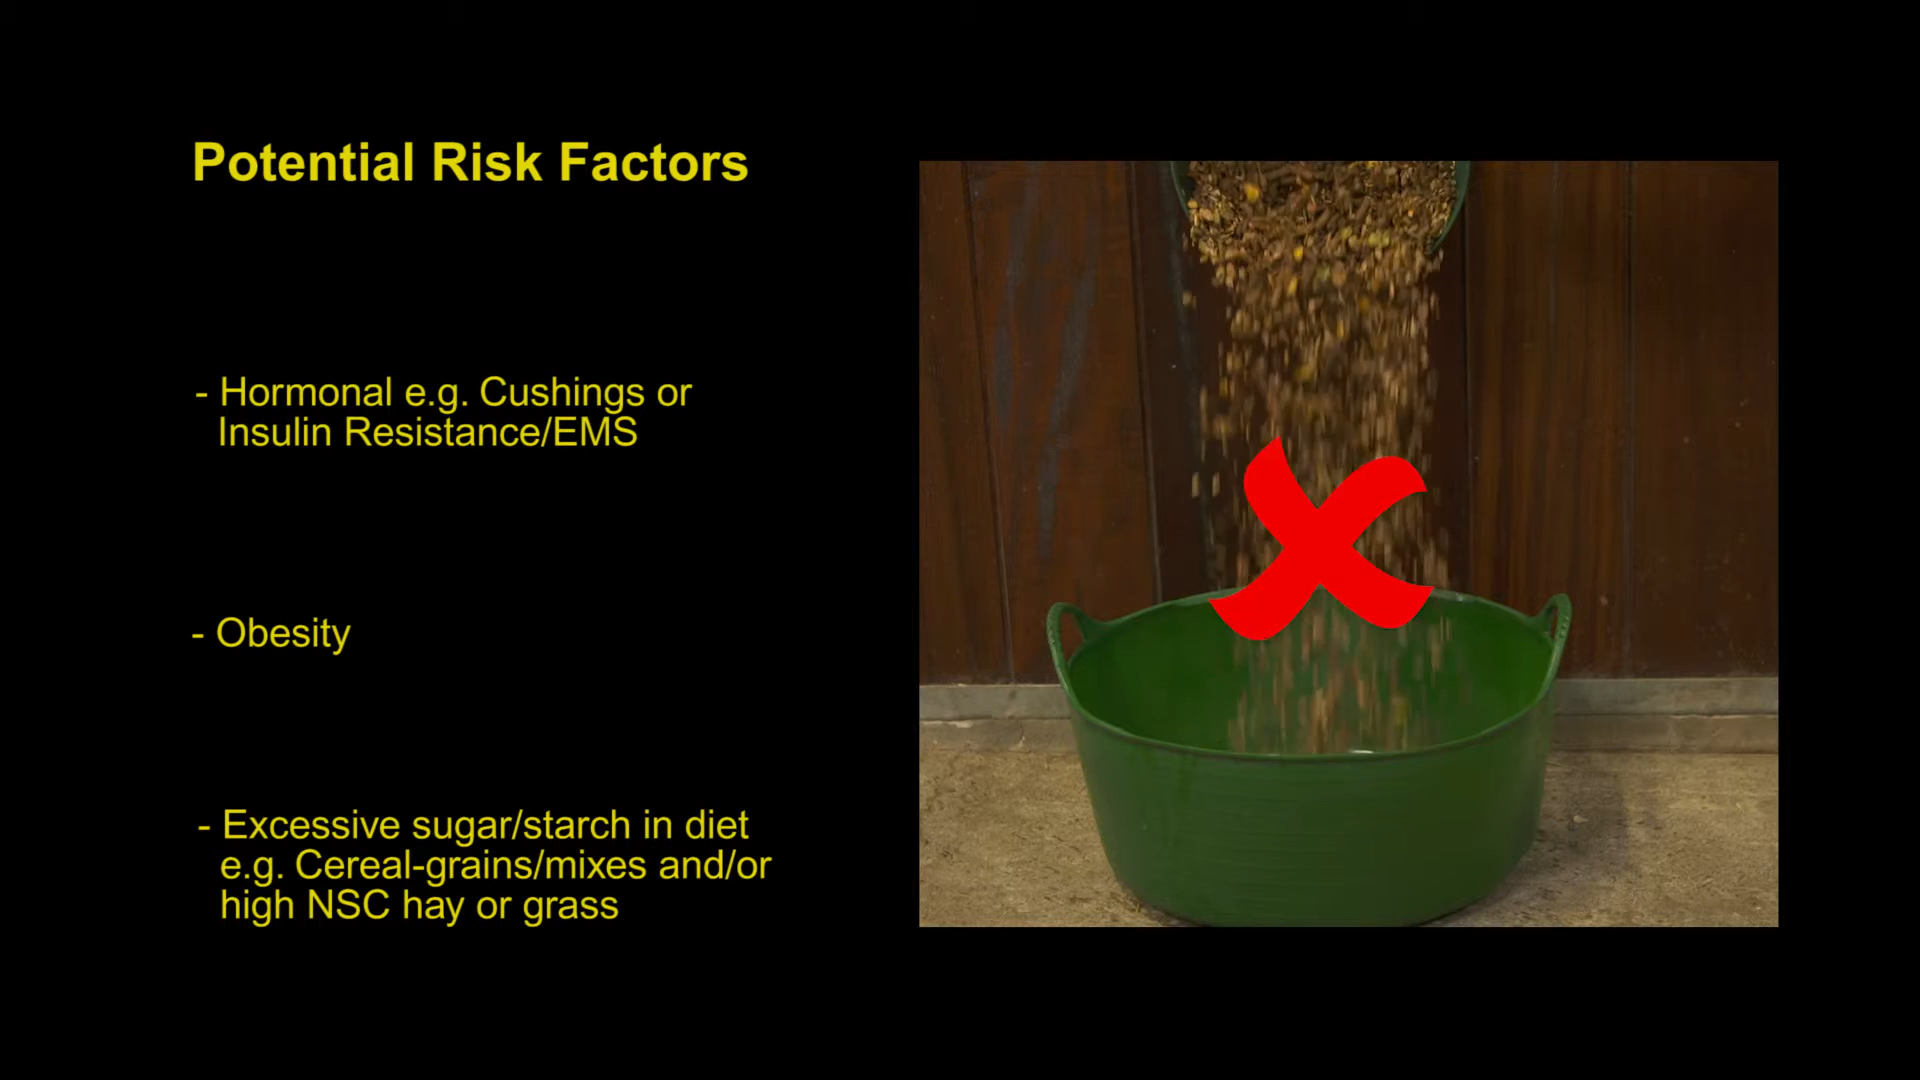 Potential Risk Factors
- Hormonal e.g. Cushings or
Insulin Resistance/EMS
- Obesity
- Excessive sugar/starch in diet
e.g. Cereal-grains/mixes and/or
high NSC hay or grass